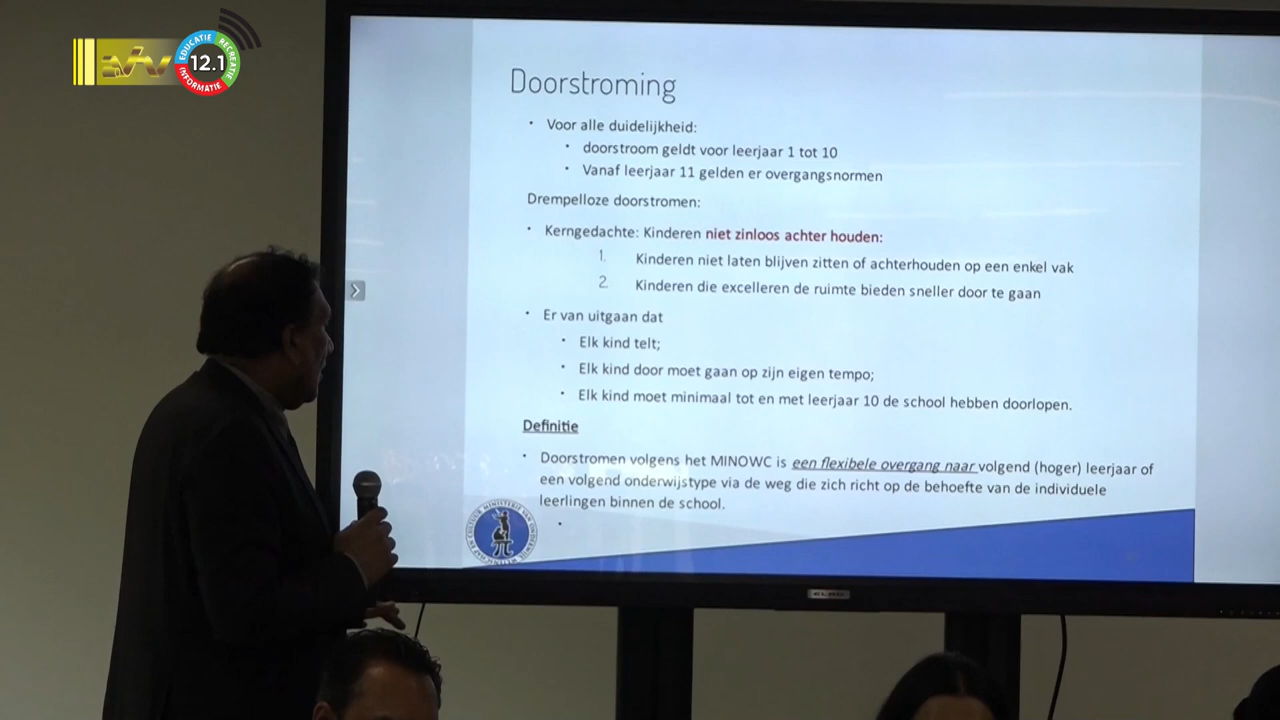 EDUCATIE
RECREATIE
INFORMATIE
12.1
Doorstroming
• Voor alle duidelijkheid:
• doorstroom geldt voor leerjaar 1 tot 10
• Vanaf leerjaar 11 gelden er overgangsnormen
Drempelloze doorstromen:
• Kerngedachte: Kinderen niet zinloos achter houden:
1. Kinderen niet laten blijven zitten of achterhouden op een enkel vak
2. Kinderen die excelleren de ruimte bieden sneller door te gaan
• Er van uitgaan dat
• Elk kind telt;
• Elk kind door moet gaan op zijn eigen tempo;
• Elk kind moet minimaal tot en met leerjaar 10 de school hebben doorlopen.
Definitie
• Doorstromen volgens het MINOWC is een flexibele overgang naar volgend (hoger) leerjaar of
een volgend onderwijstype via de weg die zich richt op de behoefte van de individuele
leerlingen binnen de school.
MINISTERIE VAN ONDERWIJS WETENSCHAP EN CULTUUR